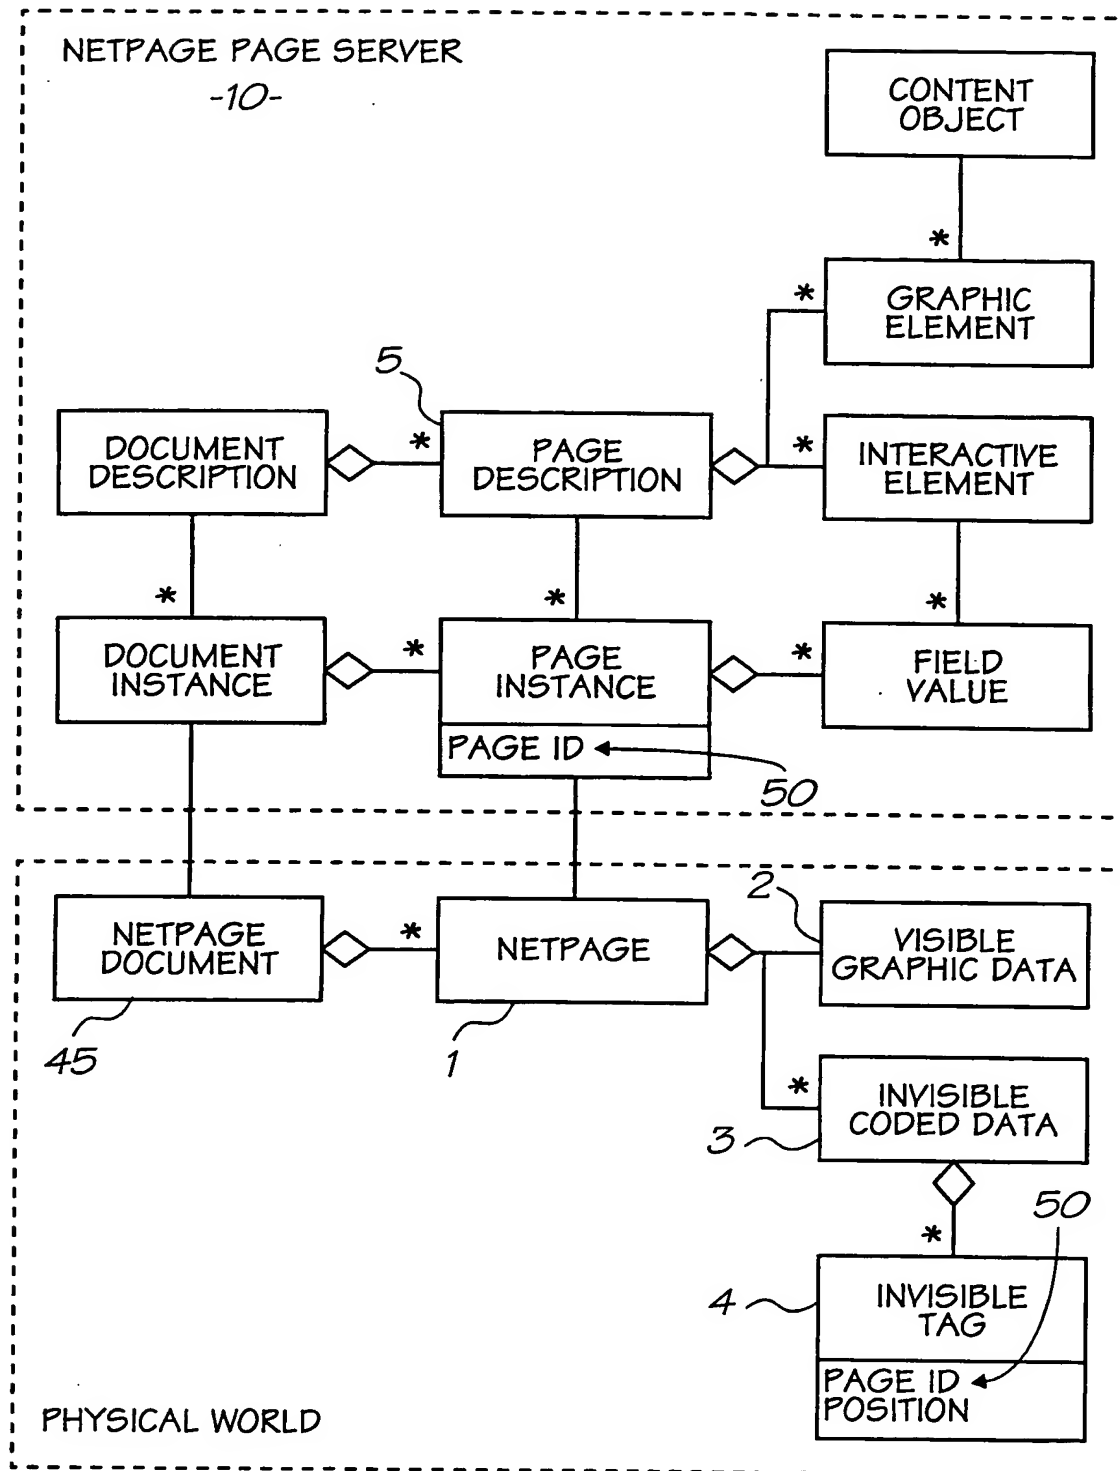 NETPAGE PAGE SERVER
-10-
CONTENT
OBJECT
*
*
GRAPHIC
ELEMENT
5
DOCUMENT
DESCRIPTION
*
PAGE
DESCRIPTION
*
INTERACTIVE
ELEMENT
*
*
*
DOCUMENT
INSTANCE
*
PAGE
INSTANCE
*
FIELD
VALUE
PAGE ID
50
NETPAGE
DOCUMENT
45
*
NETPAGE
1
2
VISIBLE
GRAPHIC DATA
*
INVISIBLE
CODED DATA
3
*
50
4
INVISIBLE
TAG
PAGE ID
POSITION
PHYSICAL WORLD